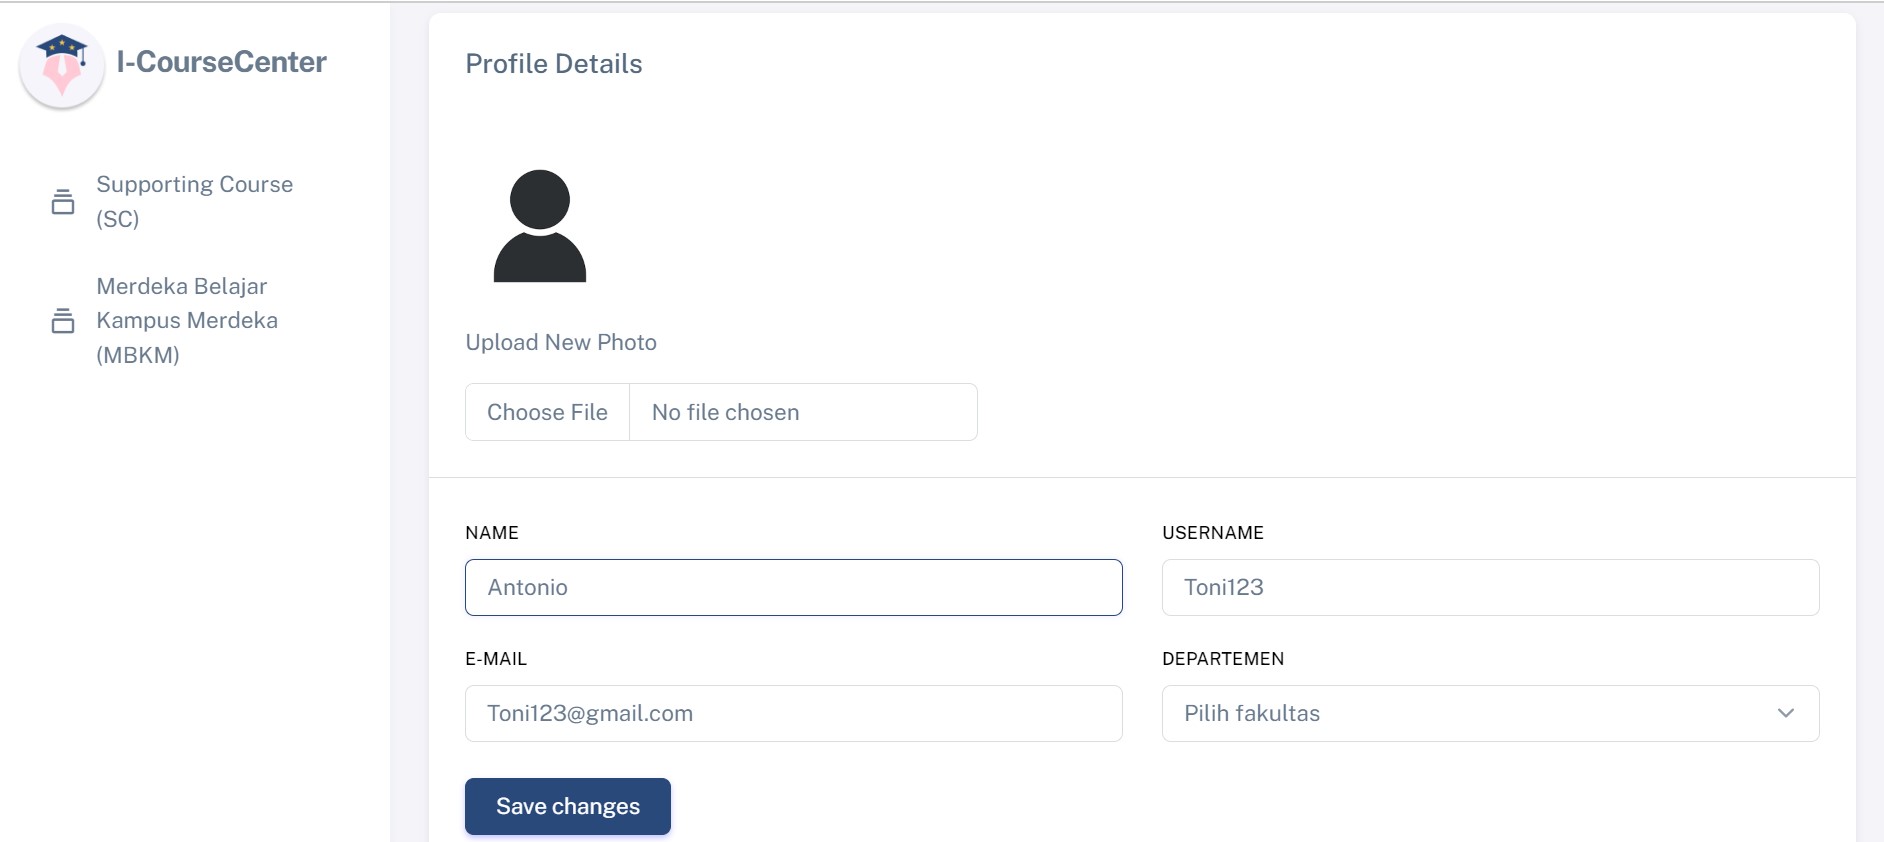 I-CourseCenter
Supporting Course
(SC)
Merdeka Belajar
Kampus Merdeka
(MBKM)
Profile Details
Upload New Photo
Choose File No file chosen
NAME
Antonio
USERNAME
Toni123
E-MAIL
Toni123@gmail.com
DEPARTEMEN
Pilih fakultas
Save changes